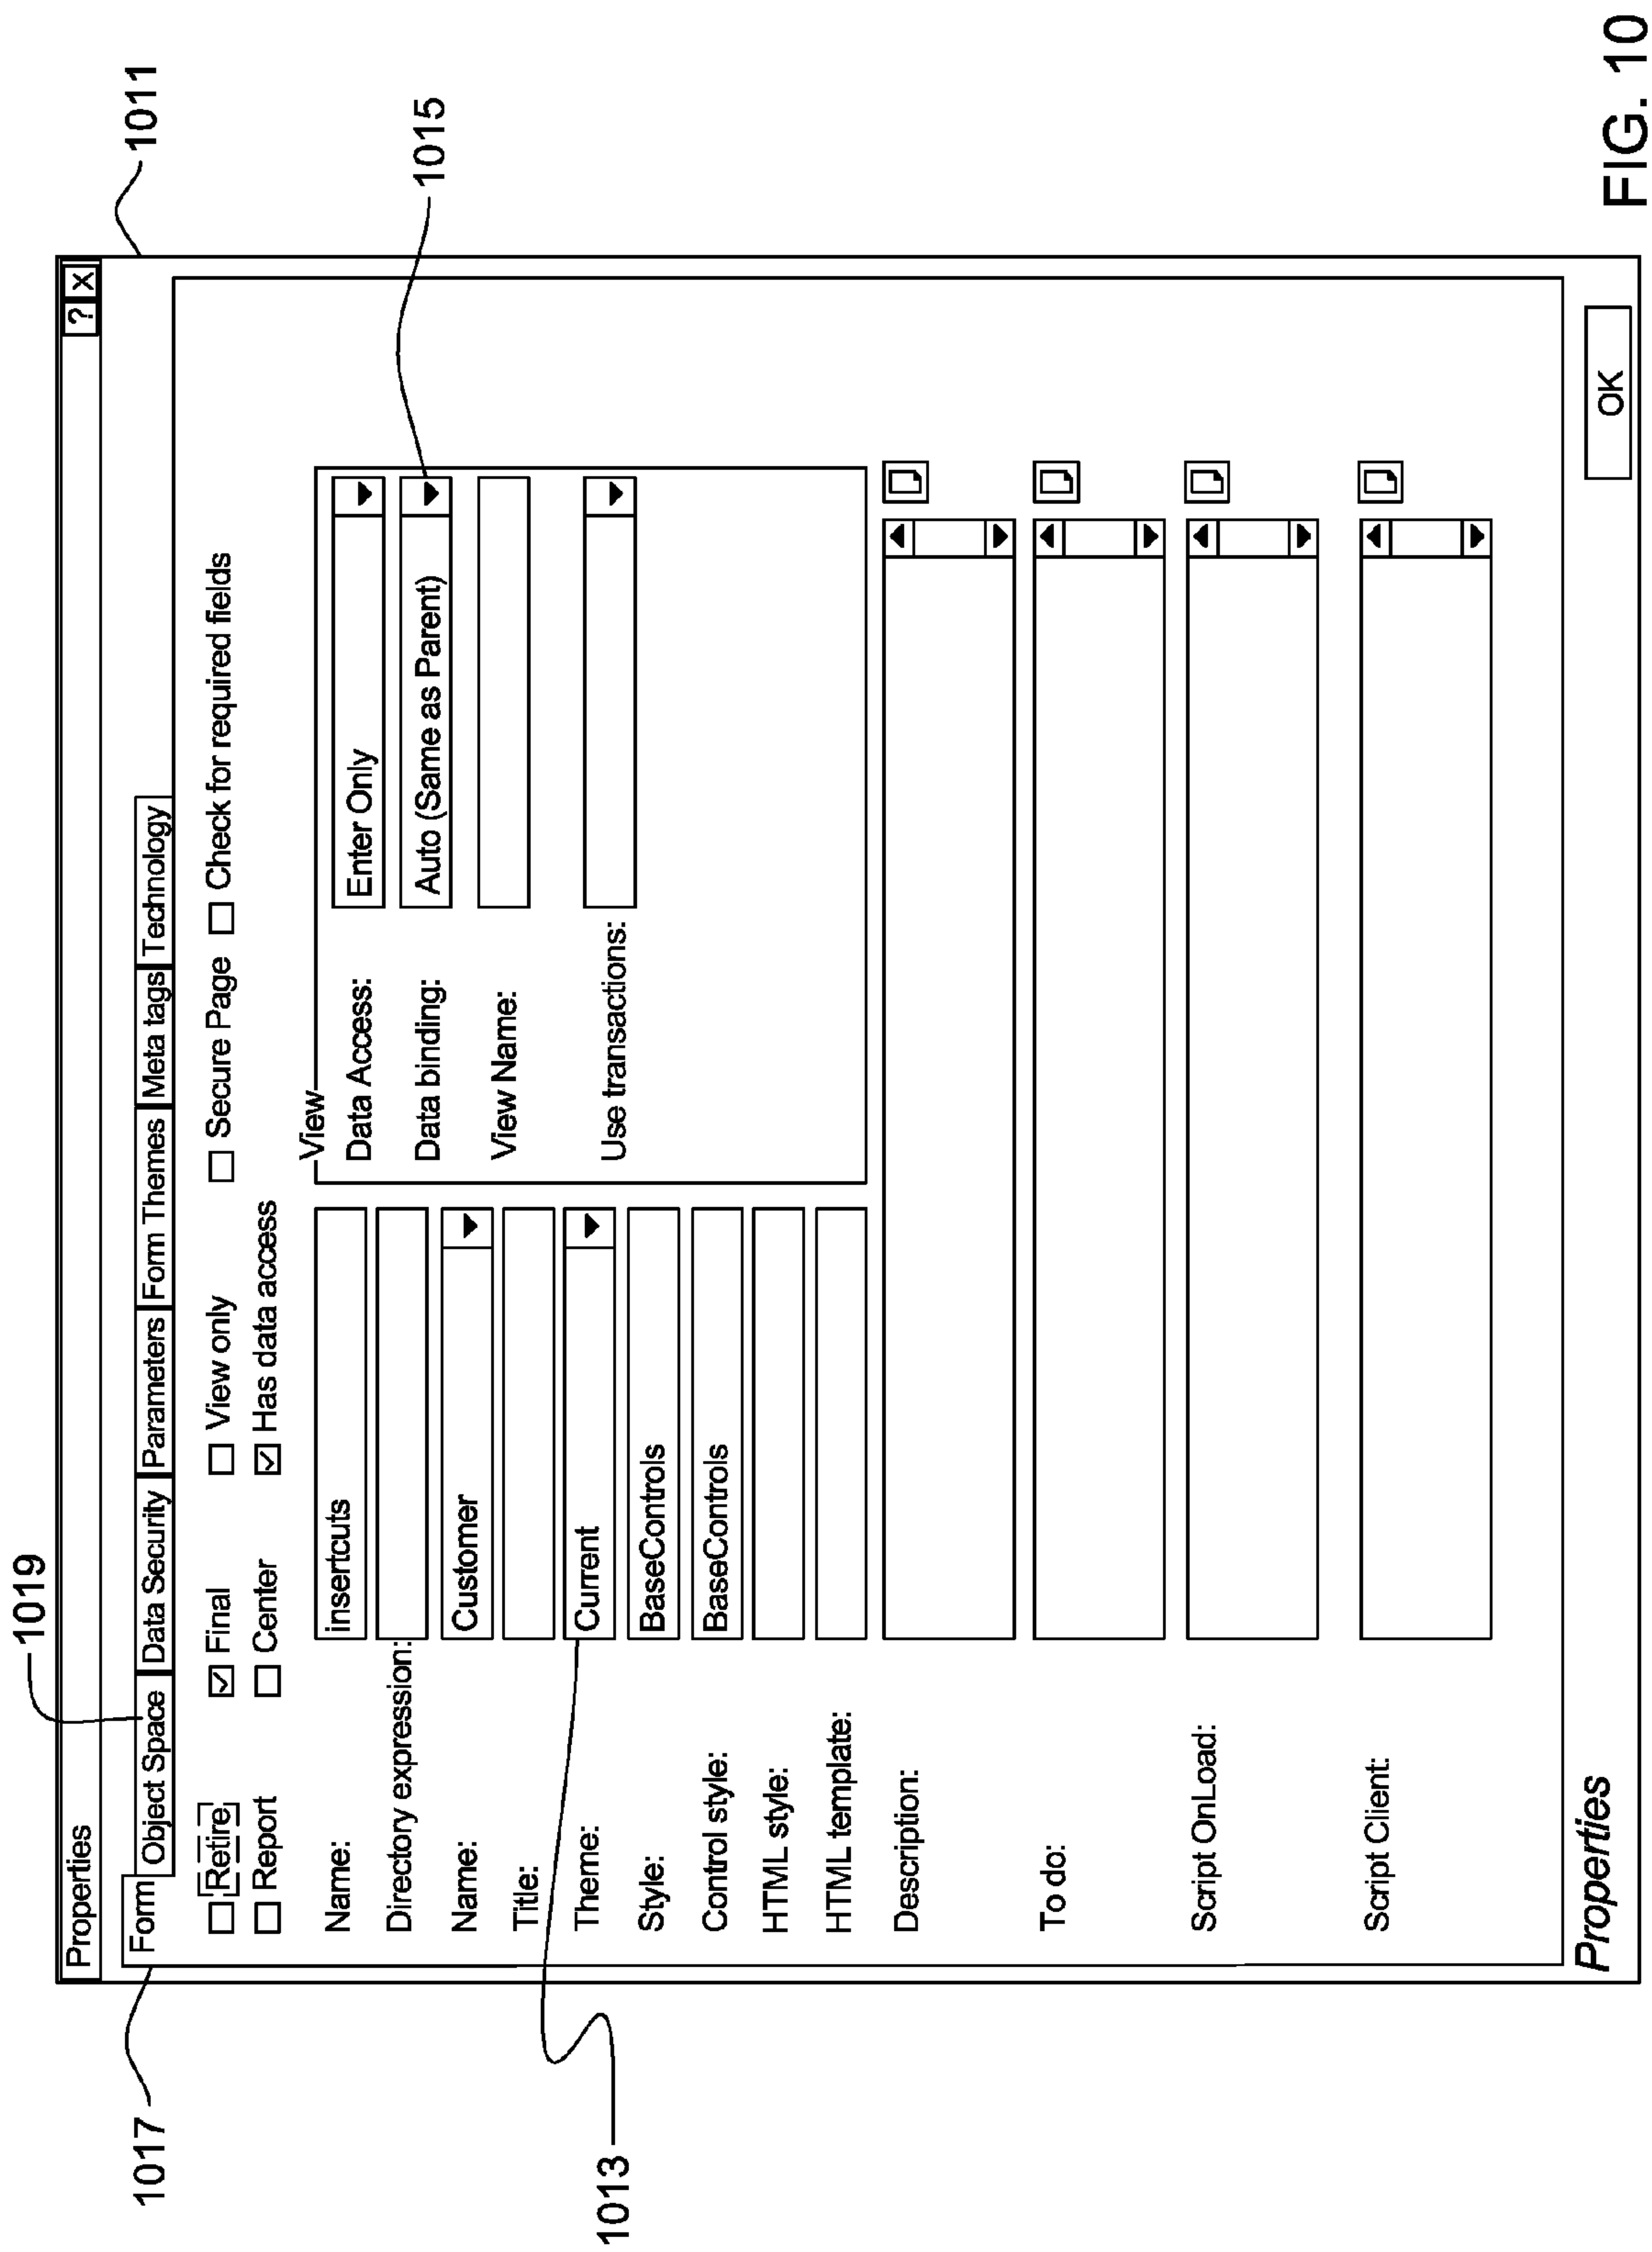 1019
1011
Properties ? X
1017
Form Object Space Data Security Parameters Form Themes Meta tags Technology
Retire Final View only Secure Page Check for required fields
Report Center Has data access
View
Name: insertcuts
Data Access: Enter Only
Directory expression:
Data binding: Auto (Same as Parent)
1015
Name: Customer
View Name:
Title:
Theme: Current
1013
Use transactions:
Style: BaseControls
Control style: BaseControls
HTML style:
HTML template:
Description:
To do:
Script OnLoad:
Script Client:
Properties
OK
FIG. 10